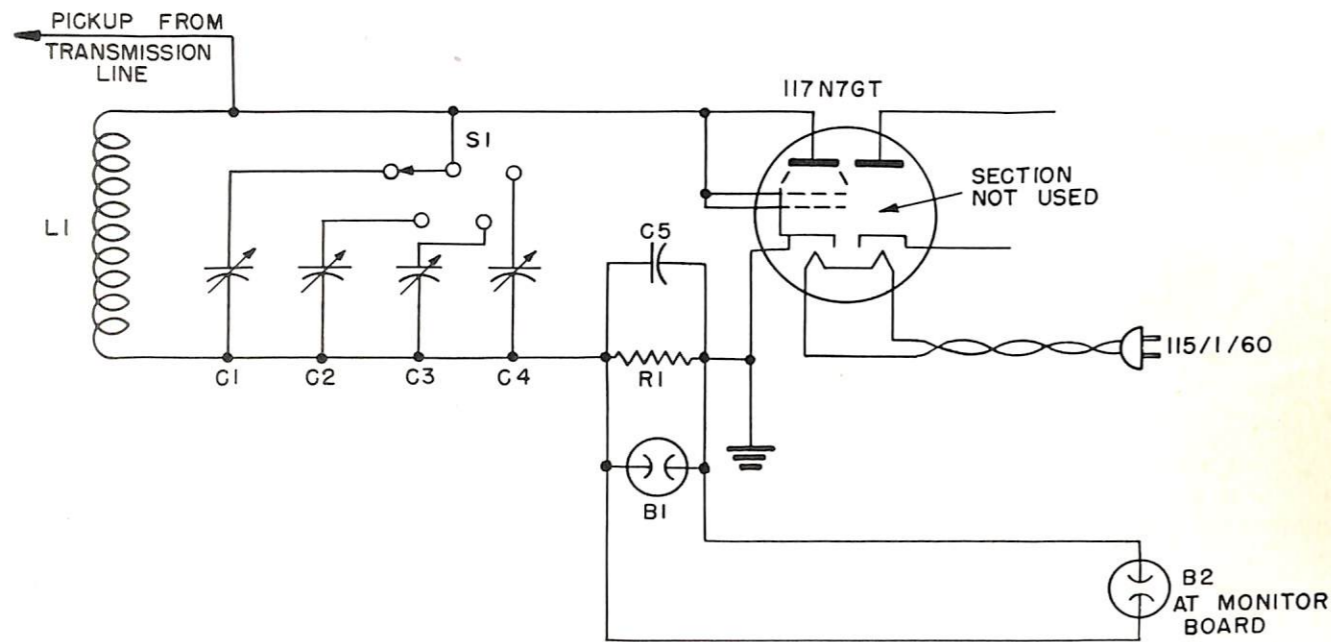 PICKUP FROM
TRANSMISSION
LINE
117N7GT
S1
SECTION
NOT USED
L1
C5
C1
C2
C3
C4
R1
115/1/60
B1
B2
AT MONITOR
BOARD